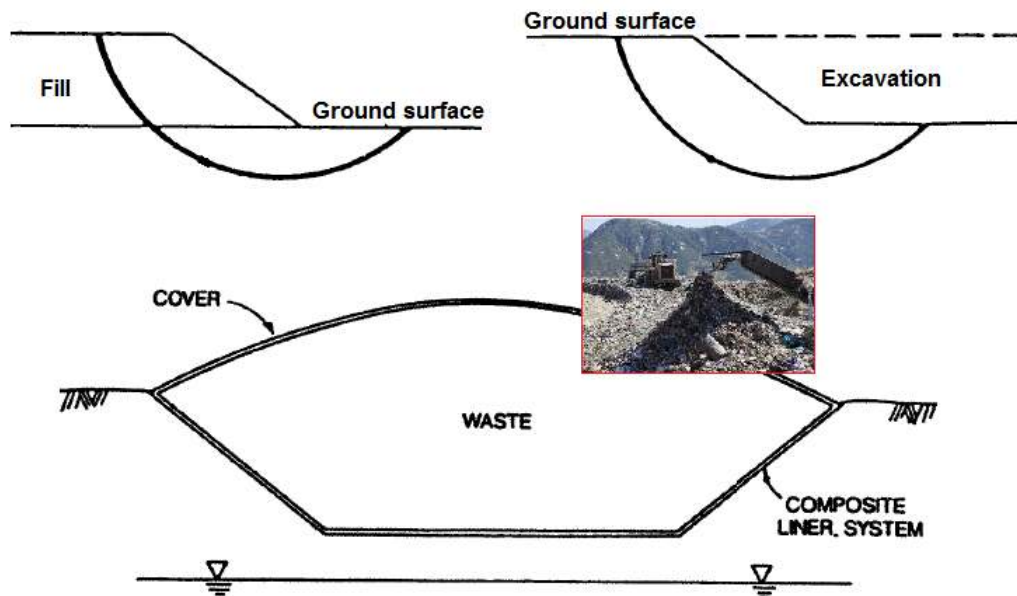 Ground surface
Fill
Ground surface
Excavation
COVER
WASTE
COMPOSITE
LINER. SYSTEM